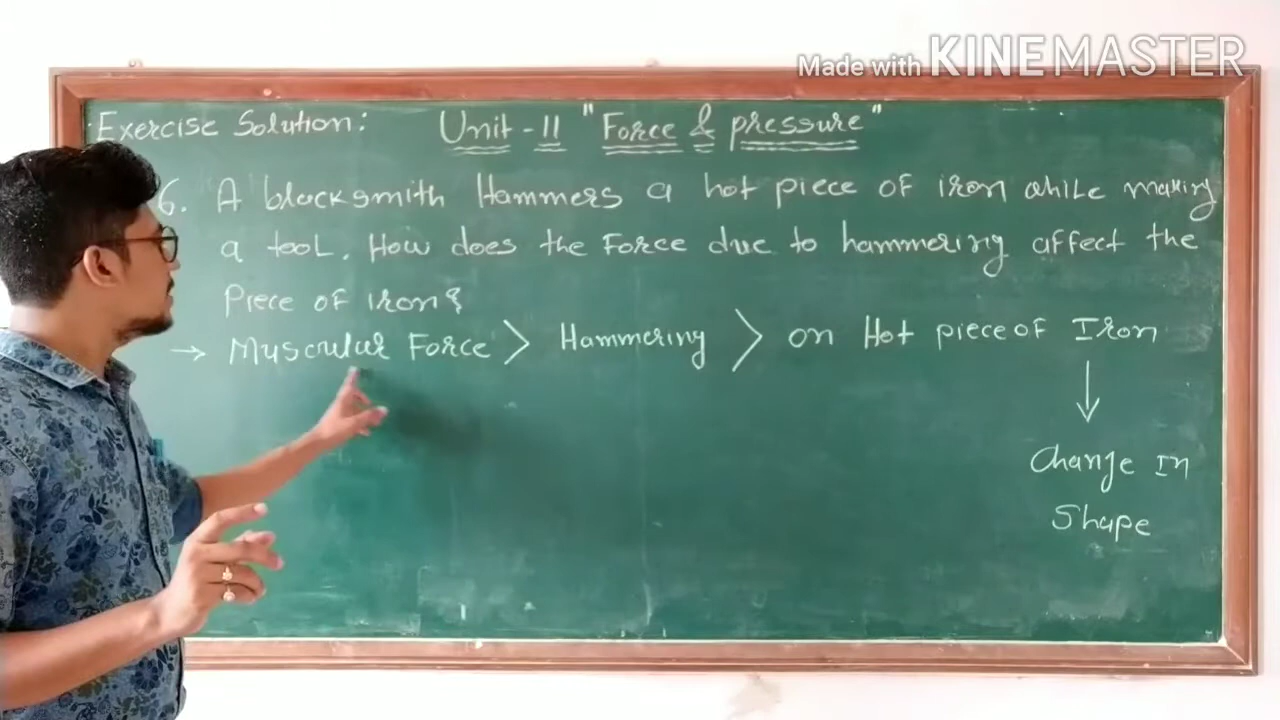 Made with KINEMASTER
Exercise Solution: Unit - II "Force & pressure"
6. A blacksmith Hammers a hot piece of iron while making
a tool. How does the Force due to hammering affect the
Piece of iron?
→ Muscular Force > Hammering > on Hot piece of Iron
↓
Change In
Shape